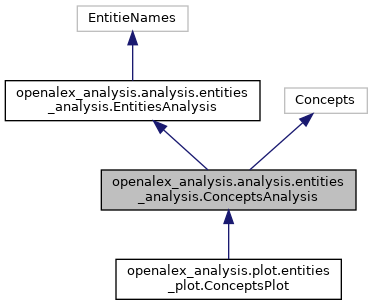 EntitieNames
openalex_analysis.analysis.entities
_analysis.EntitiesAnalysis
Concepts
openalex_analysis.analysis.entities
_analysis.ConceptsAnalysis
openalex_analysis.plot.entities
_plot.ConceptsPlot